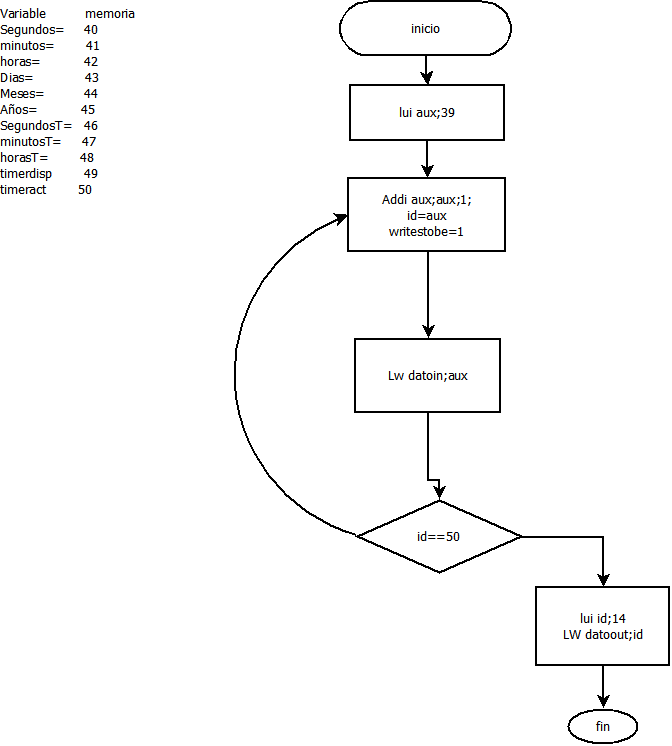 Variable memoria
Segundos= 40
minutos= 41
horas= 42
Dias= 43
Meses= 44
Años= 45
SegundosT= 46
minutosT= 47
horasT= 48
timerdisp 49
timeract 50
inicio
lui aux;39
Addi aux;aux;1;
id=aux
writestobe=1
Lw datoin;aux
id==50
lui id;14
LW datoout;id
fin